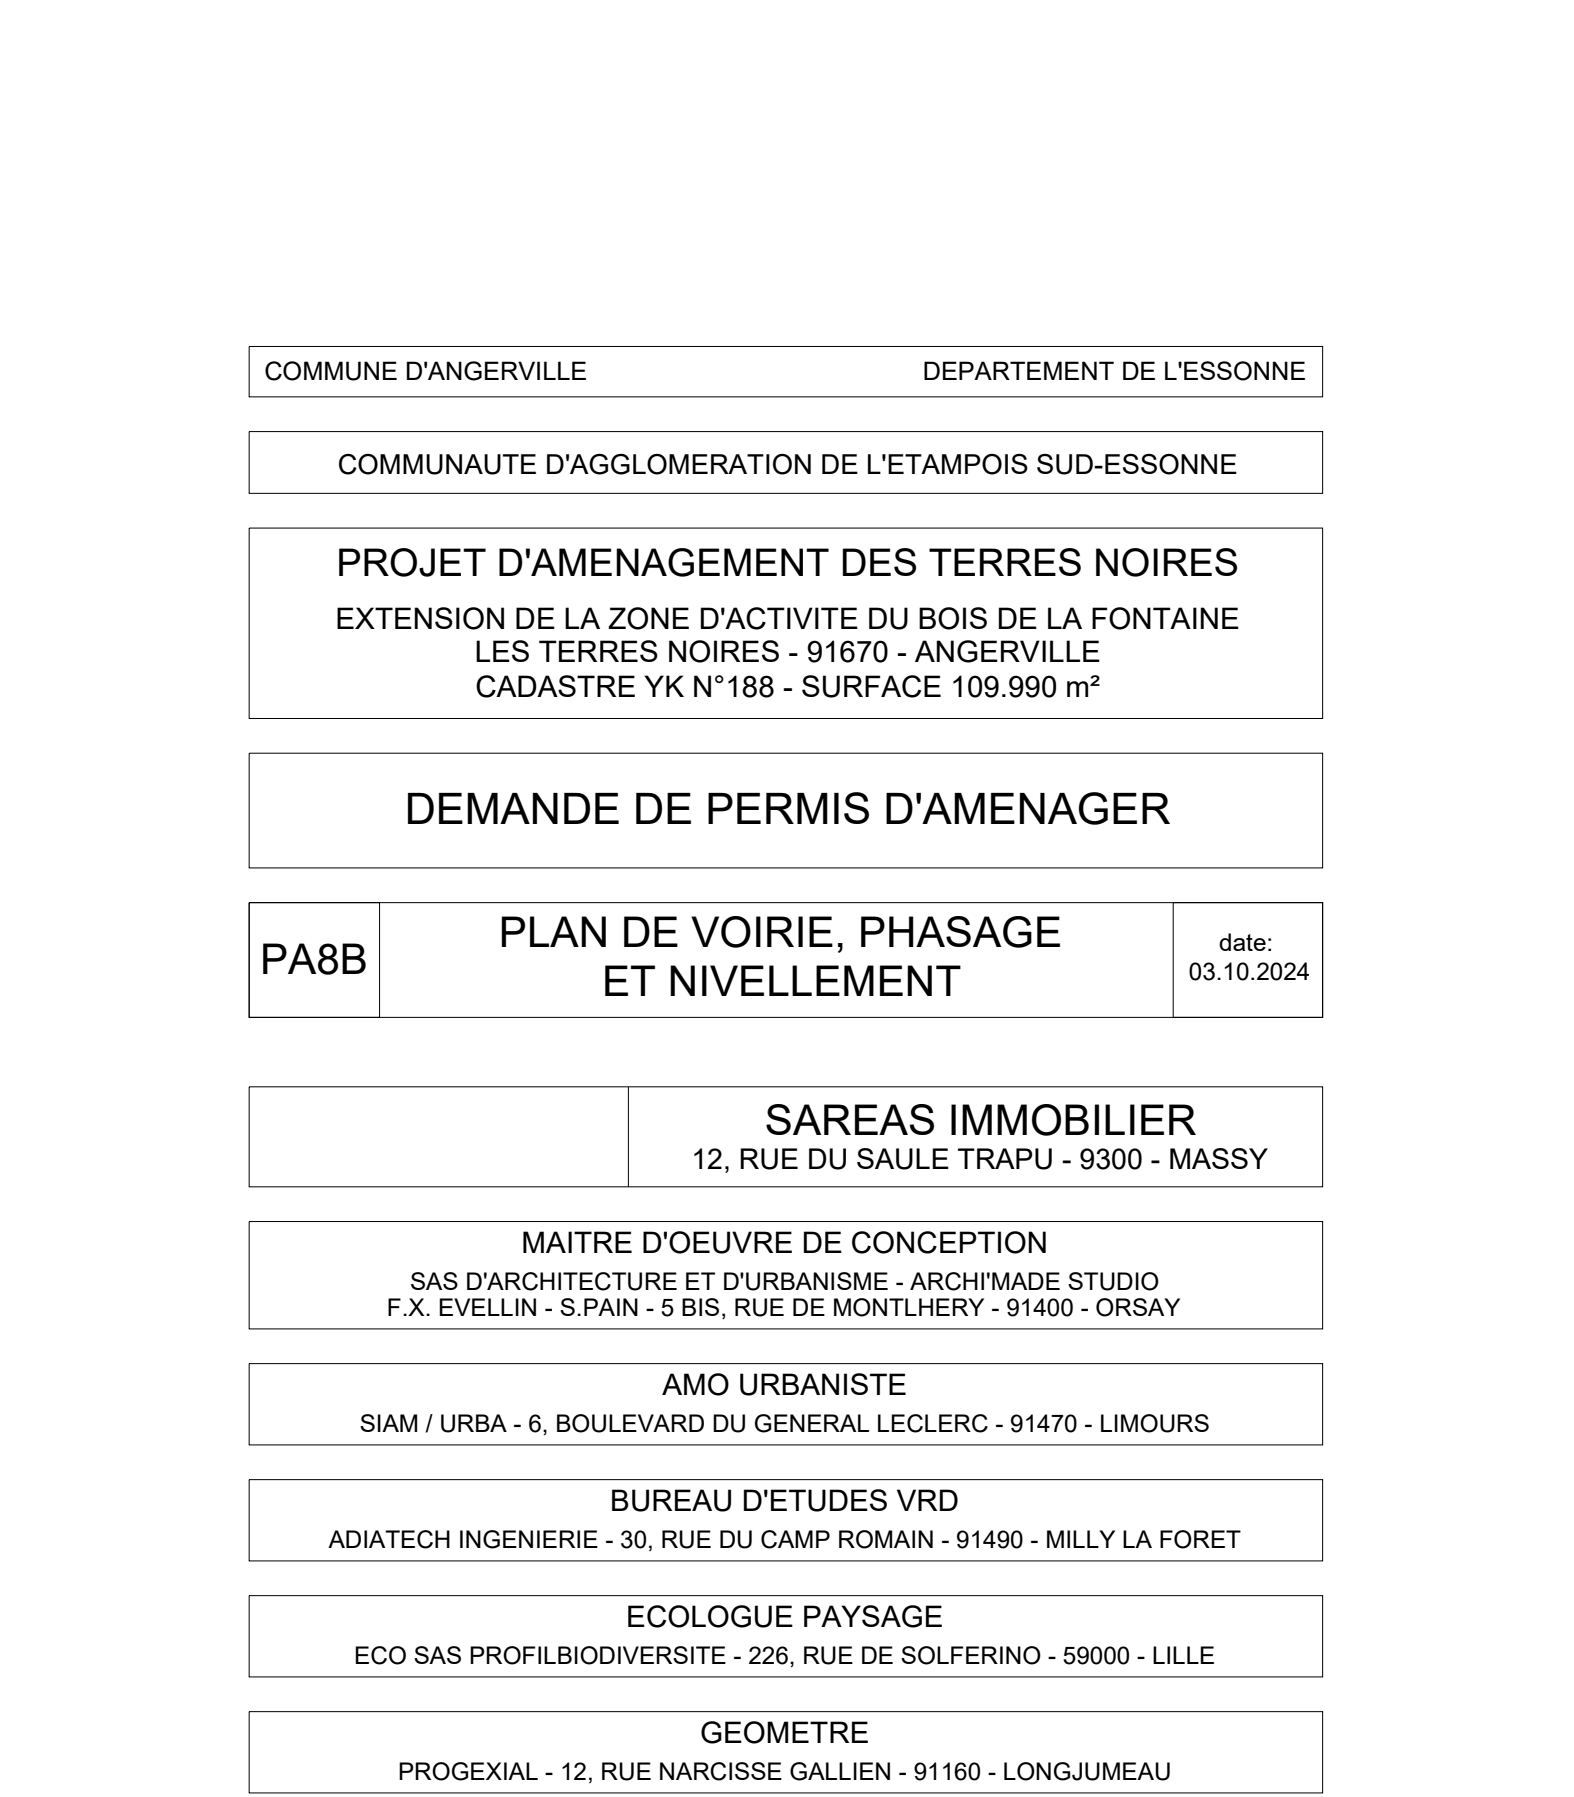 COMMUNE D'ANGERVILLE DEPARTEMENT DE L'ESSONNE
COMMUNAUTE D'AGGLOMERATION DE L'ETAMPOIS SUD-ESSONNE
PROJET D'AMENAGEMENT DES TERRES NOIRES
EXTENSION DE LA ZONE D'ACTIVITE DU BOIS DE LA FONTAINE
LES TERRES NOIRES - 91670 - ANGERVILLE
CADASTRE YK N°188 - SURFACE 109.990 m²
DEMANDE DE PERMIS D'AMENAGER
PA8B
PLAN DE VOIRIE, PHASAGE
ET NIVELLEMENT
date:
03.10.2024
SAREAS IMMOBILIER
12, RUE DU SAULE TRAPU - 9300 - MASSY
MAITRE D'OEUVRE DE CONCEPTION
SAS D'ARCHITECTURE ET D'URBANISME - ARCHI'MADE STUDIO
F.X. EVELLIN - S.PAIN - 5 BIS, RUE DE MONTLHERY - 91400 - ORSAY
AMO URBANISTE
SIAM / URBA - 6, BOULEVARD DU GENERAL LECLERC - 91470 - LIMOURS
BUREAU D'ETUDES VRD
ADIATECH INGENIERIE - 30, RUE DU CAMP ROMAIN - 91490 - MILLY LA FORET
ECOLOGUE PAYSAGE
ECO SAS PROFILBIODIVERSITE - 226, RUE DE SOLFERINO - 59000 - LILLE
GEOMETRE
PROGEXIAL - 12, RUE NARCISSE GALLIEN - 91160 - LONGJUMEAU